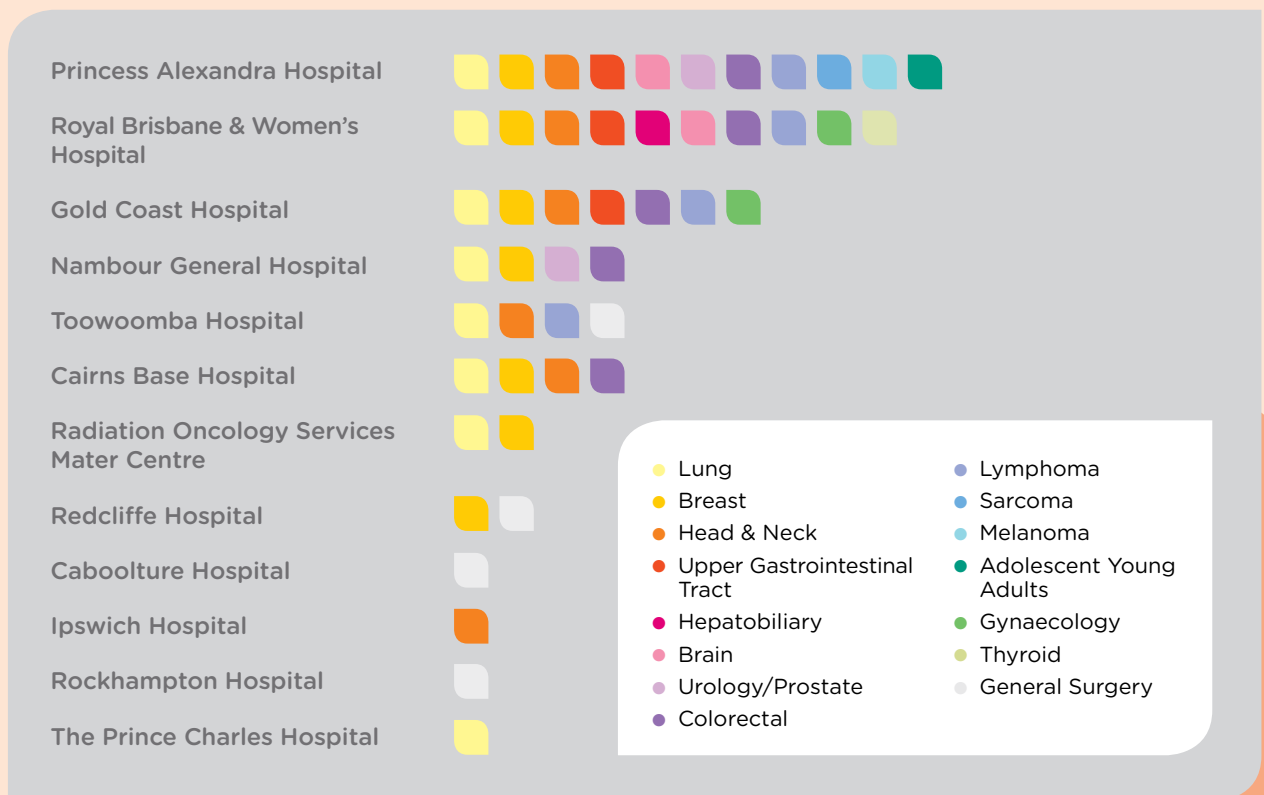 Princess Alexandra Hospital
Royal Brisbane & Women’s
Hospital
Gold Coast Hospital
Nambour General Hospital
Toowoomba Hospital
Cairns Base Hospital
Radiation Oncology Services
Mater Centre
Redcliffe Hospital
Caboolture Hospital
Ipswich Hospital
Rockhampton Hospital
The Prince Charles Hospital
Lung
Breast
Head & Neck
Upper Gastrointestinal
Tract
Hepatobiliary
Brain
Urology/Prostate
Colorectal
Lymphoma
Sarcoma
Melanoma
Adolescent Young
Adults
Gynaecology
Thyroid
General Surgery